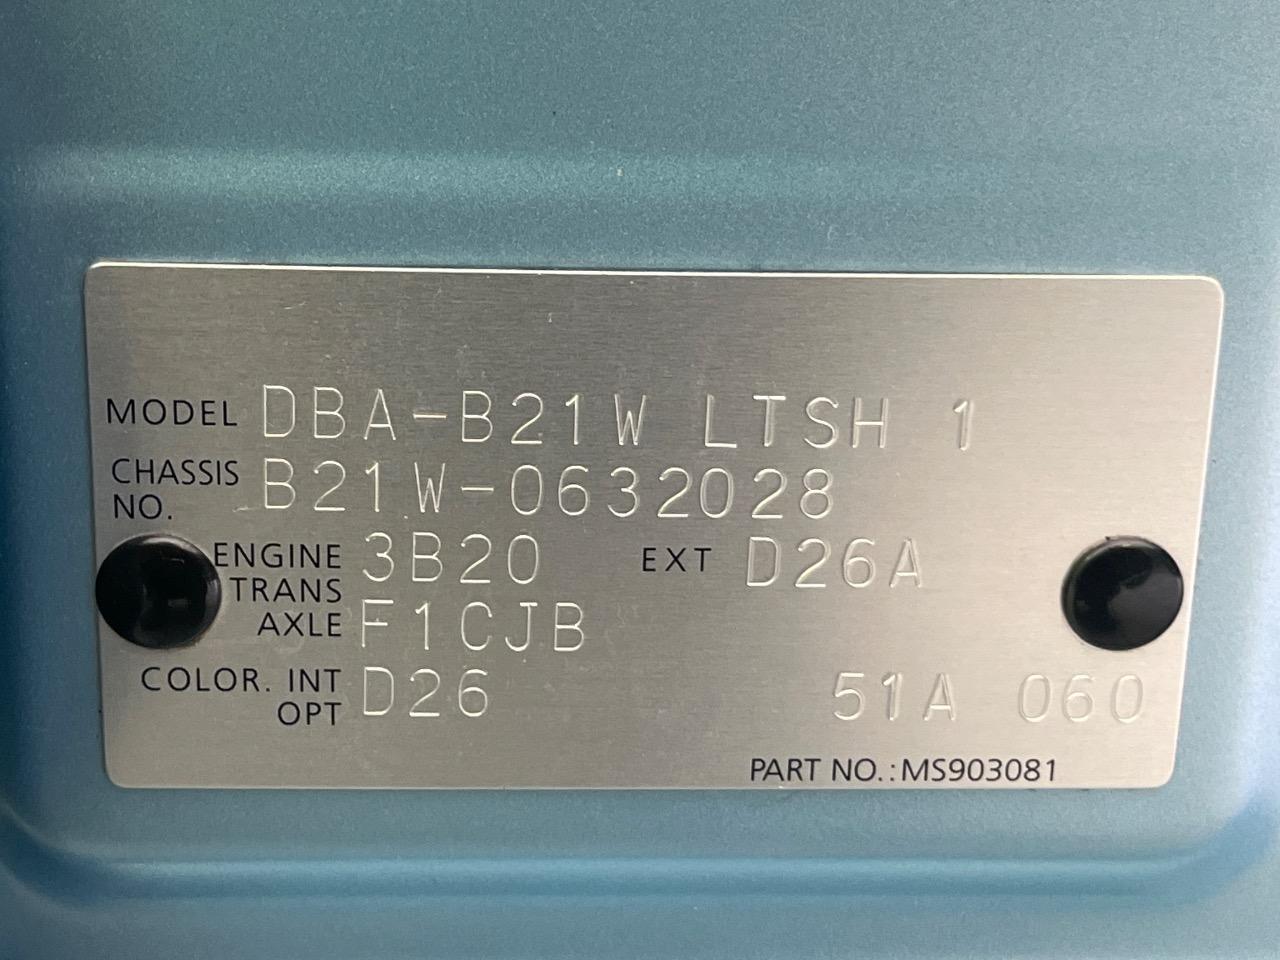 MODEL DBA-B21W LTSH 1
CHASSIS NO. B21W-0632028
ENGINE 3B20 EXT D26A
TRANS AXLE F1CJB
COLOR. INT OPT D26 51A 060
PART NO.:MS903081